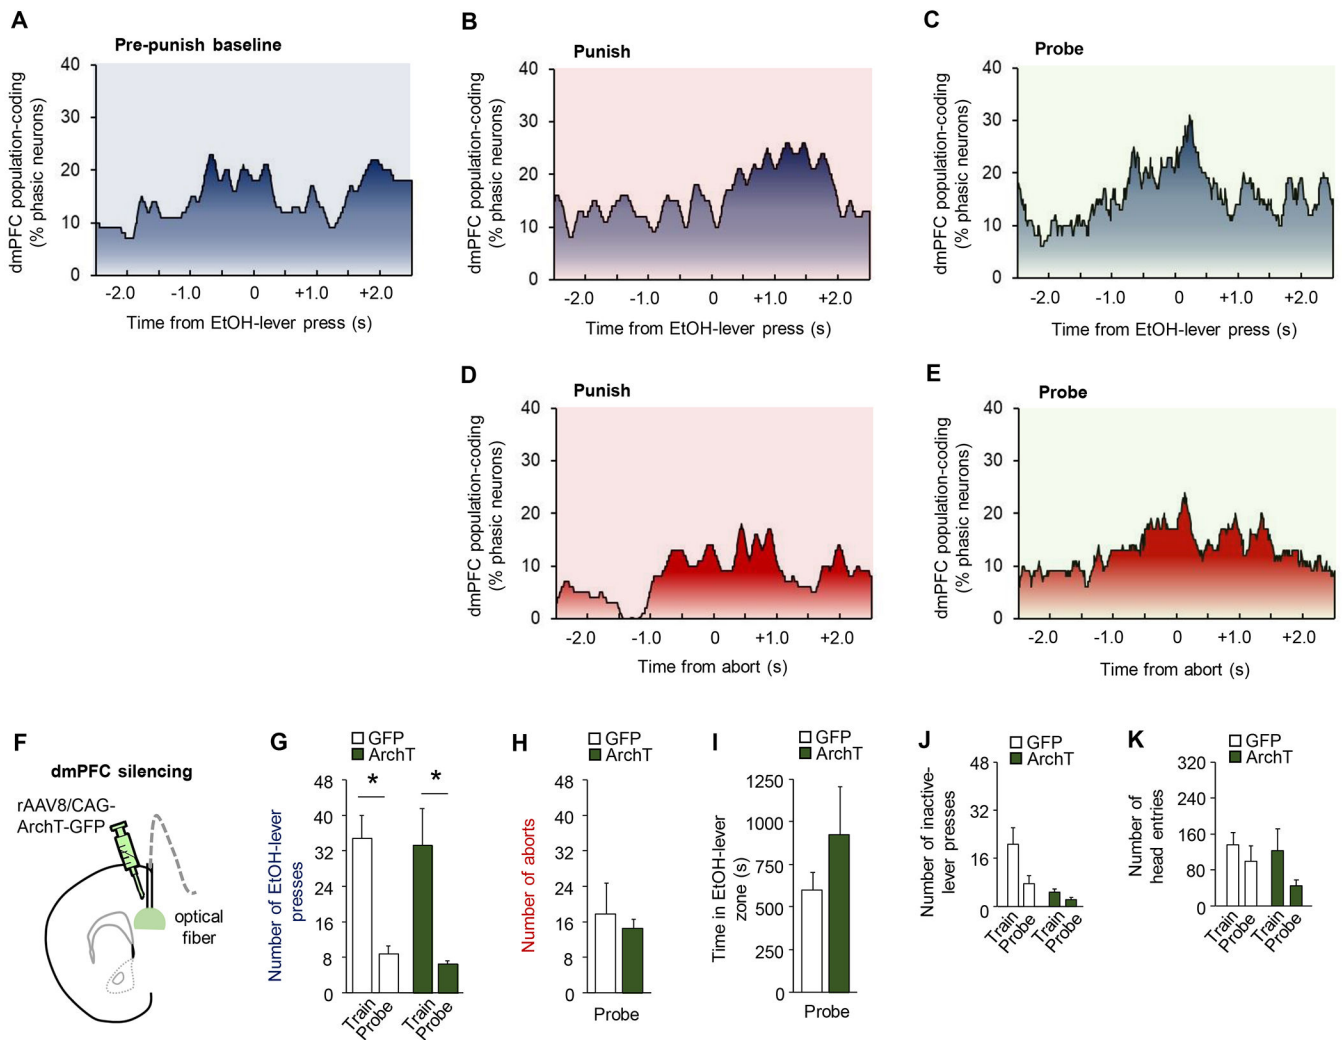 A
Pre-punish baseline
dmPFC population-coding
(% phasic neurons)
40
30
20
10
0
-2.0 -1.0 0 +1.0 +2.0
Time from EtOH-lever press (s)
B
Punish
dmPFC population-coding
(% phasic neurons)
40
30
20
10
0
-2.0 -1.0 0 +1.0 +2.0
Time from EtOH-lever press (s)
C
Probe
dmPFC population-coding
(% phasic neurons)
40
30
20
10
0
-2.0 -1.0 0 +1.0 +2.0
Time from EtOH-lever press (s)
D
Punish
dmPFC population-coding
(% phasic neurons)
40
30
20
10
0
-2.0 -1.0 0 +1.0 +2.0
Time from abort (s)
E
Probe
dmPFC population-coding
(% phasic neurons)
40
30
20
10
0
-2.0 -1.0 0 +1.0 +2.0
Time from abort (s)
F
dmPFC silencing
rAAV8/CAG-
ArchT-GFP
optical
fiber
G
GFP
ArchT
Number of EtOH-lever
presses
48
40
32
24
16
8
0
* *
Train Probe Train Probe
H
GFP
ArchT
Number of aborts
48
40
32
24
16
8
0
Probe
I
GFP
ArchT
Time in EtOH-lever
zone (s)
1250
1000
750
500
250
0
Probe
J
GFP
ArchT
Number of inactive-
lever presses
48
32
16
0
Train Probe Train Probe
K
GFP
ArchT
Number of
head entries
320
240
160
80
0
Train Probe Train Probe